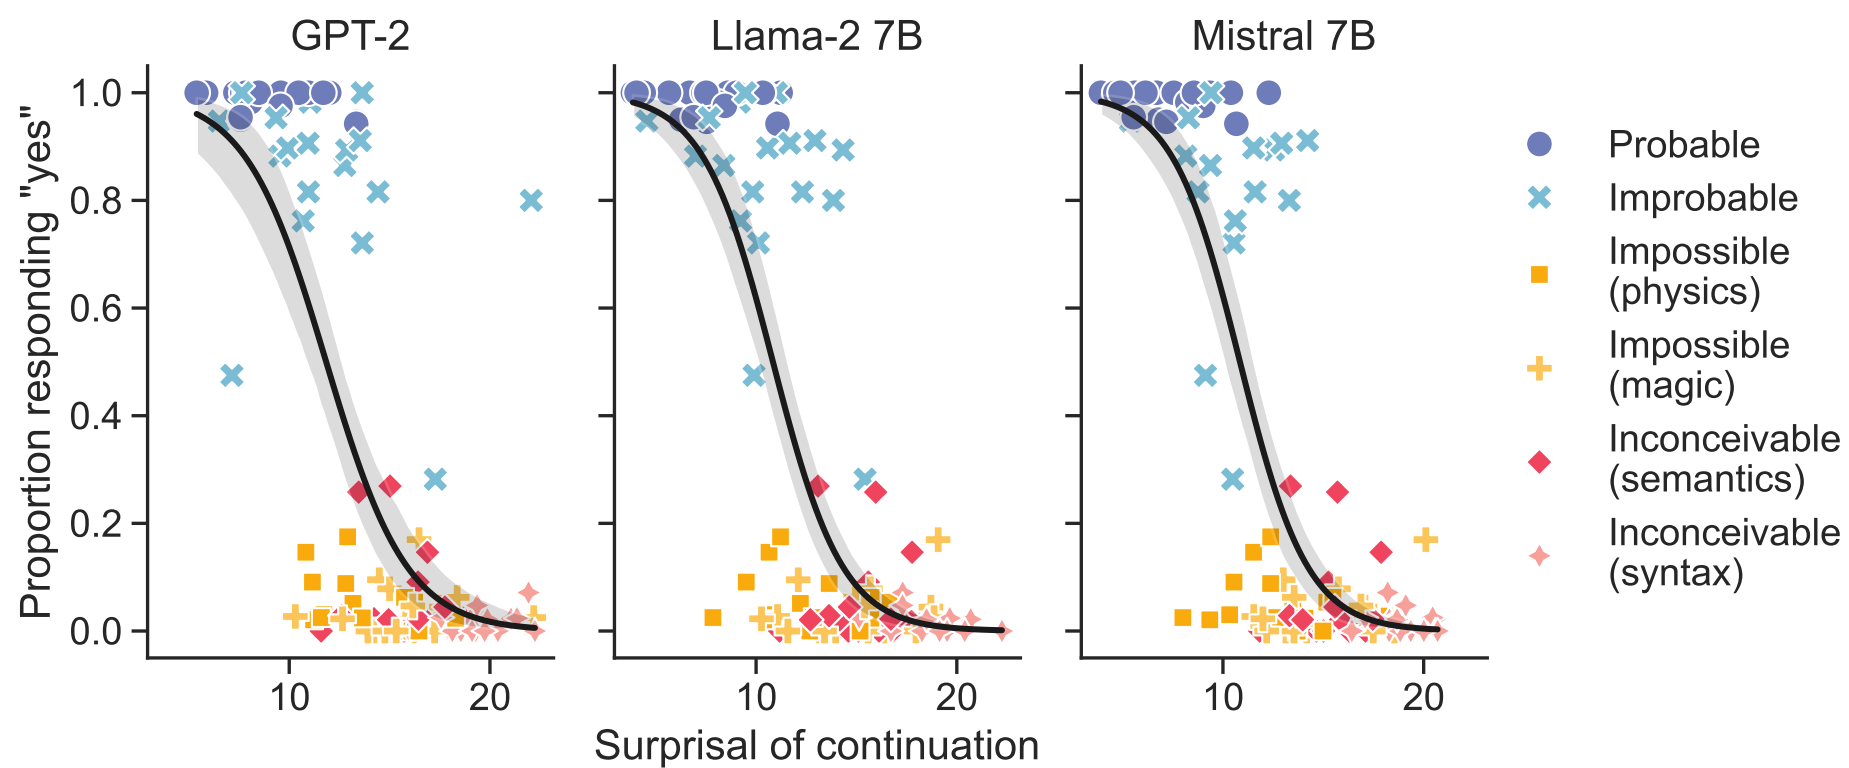 GPT-2
Llama-2 7B
Mistral 7B
Proportion responding "yes"
1.0
0.8
0.6
0.4
0.2
0.0
10
20
10
20
10
20
Surprisal of continuation
Probable
Improbable
Impossible
(physics)
Impossible
(magic)
Inconceivable
(semantics)
Inconceivable
(syntax)